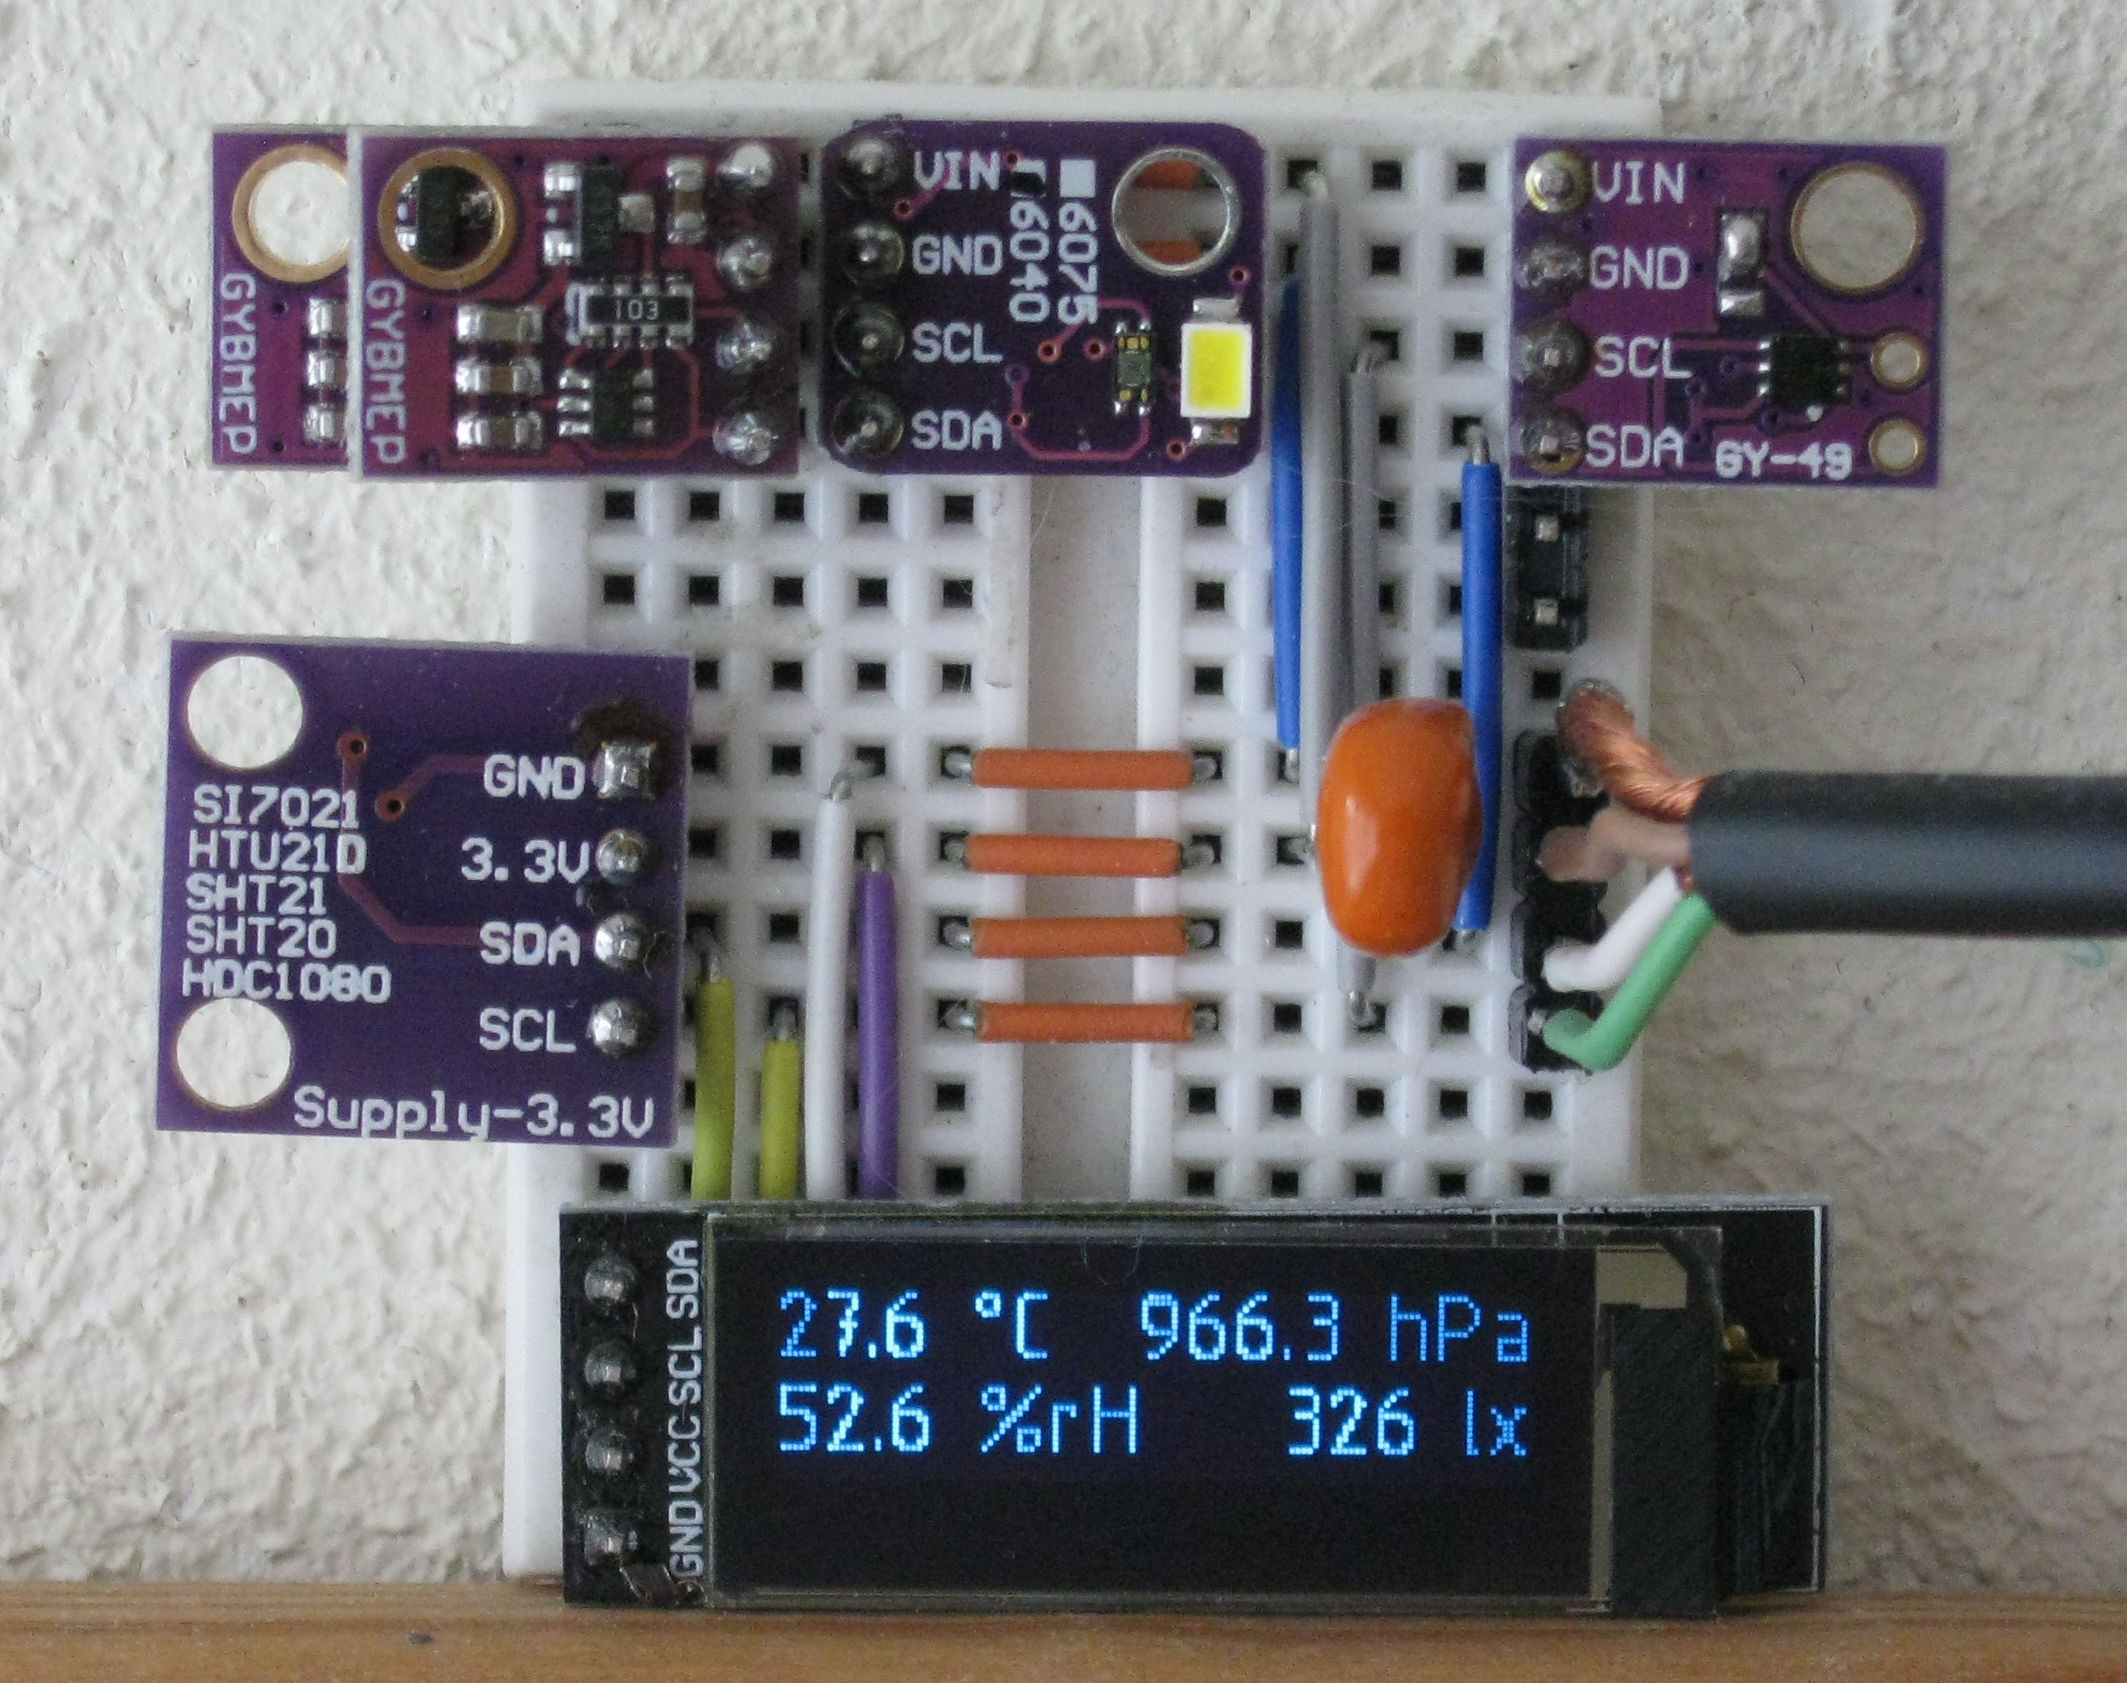 GYBMEP
GYBMEP
103
VIN
GND
SCL
SDA
6040
6075
VIN
GND
SCL
SDA
GY-49
GND
3.3V
SDA
SCL
SI7021
HTU21D
SHT21
SHT20
HDC1080
Supply-3.3V
GND VCC SCL SDA
27.6 °C 966.3 hPa
52.6 %rH 326 lx